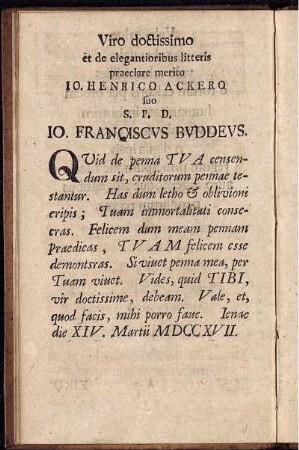 Viro doctissimo
et de elegantioribus litteris
praeclare merito
IO. HENRICO ACKERO
suo
S. P. D.
IO. FRANCISCVS BVDDEVS.
QVid de penna TVA censen-
dum sit, eruditorum pennae te-
stantur. Has dum letho & oblivioni
eripis; Tuam immortalitati conse-
cras. Felicem dum meam pennam
Praedicas, TVAM felicem esse
demontsras. Si viuet penna mea, per
Tuam viuet. Vides, quid TIBI,
vir doctissime, debeam. Vale, et,
quod facis, mihi porro faue. Ienae
die XIV. Martii MDCCXVII.